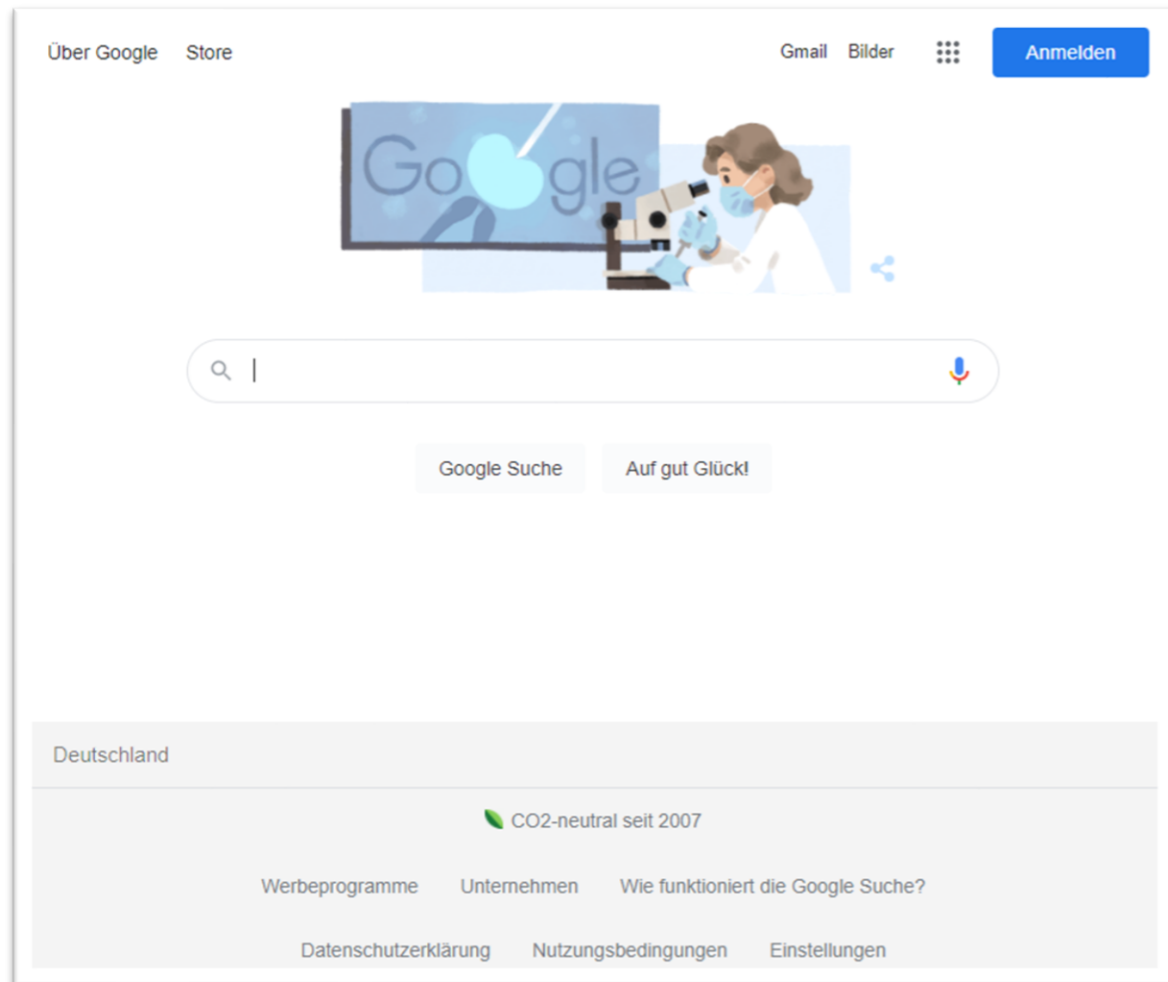 Über Google Store Gmail Bilder Anmelden
Google
Google Suche Auf gut Glück!
Deutschland
CO2-neutral seit 2007
Werbeprogramme Unternehmen Wie funktioniert die Google Suche?
Datenschutzerklärung Nutzungsbedingungen Einstellungen